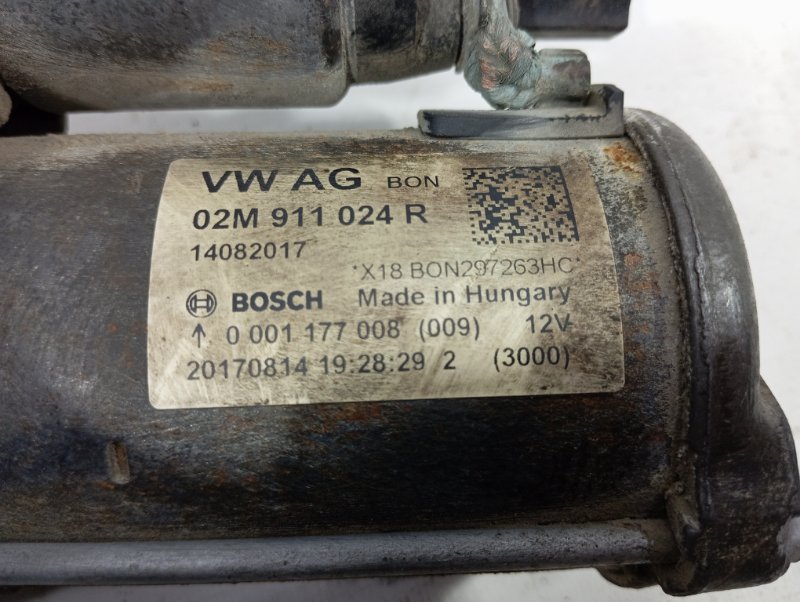 VW AG BON
02M 911 024 R
14082017
*X18 BON297263HC*
BOSCH Made in Hungary
↑ 0 001 177 008 (009) 12V
20170814 19:28:29 2 (3000)